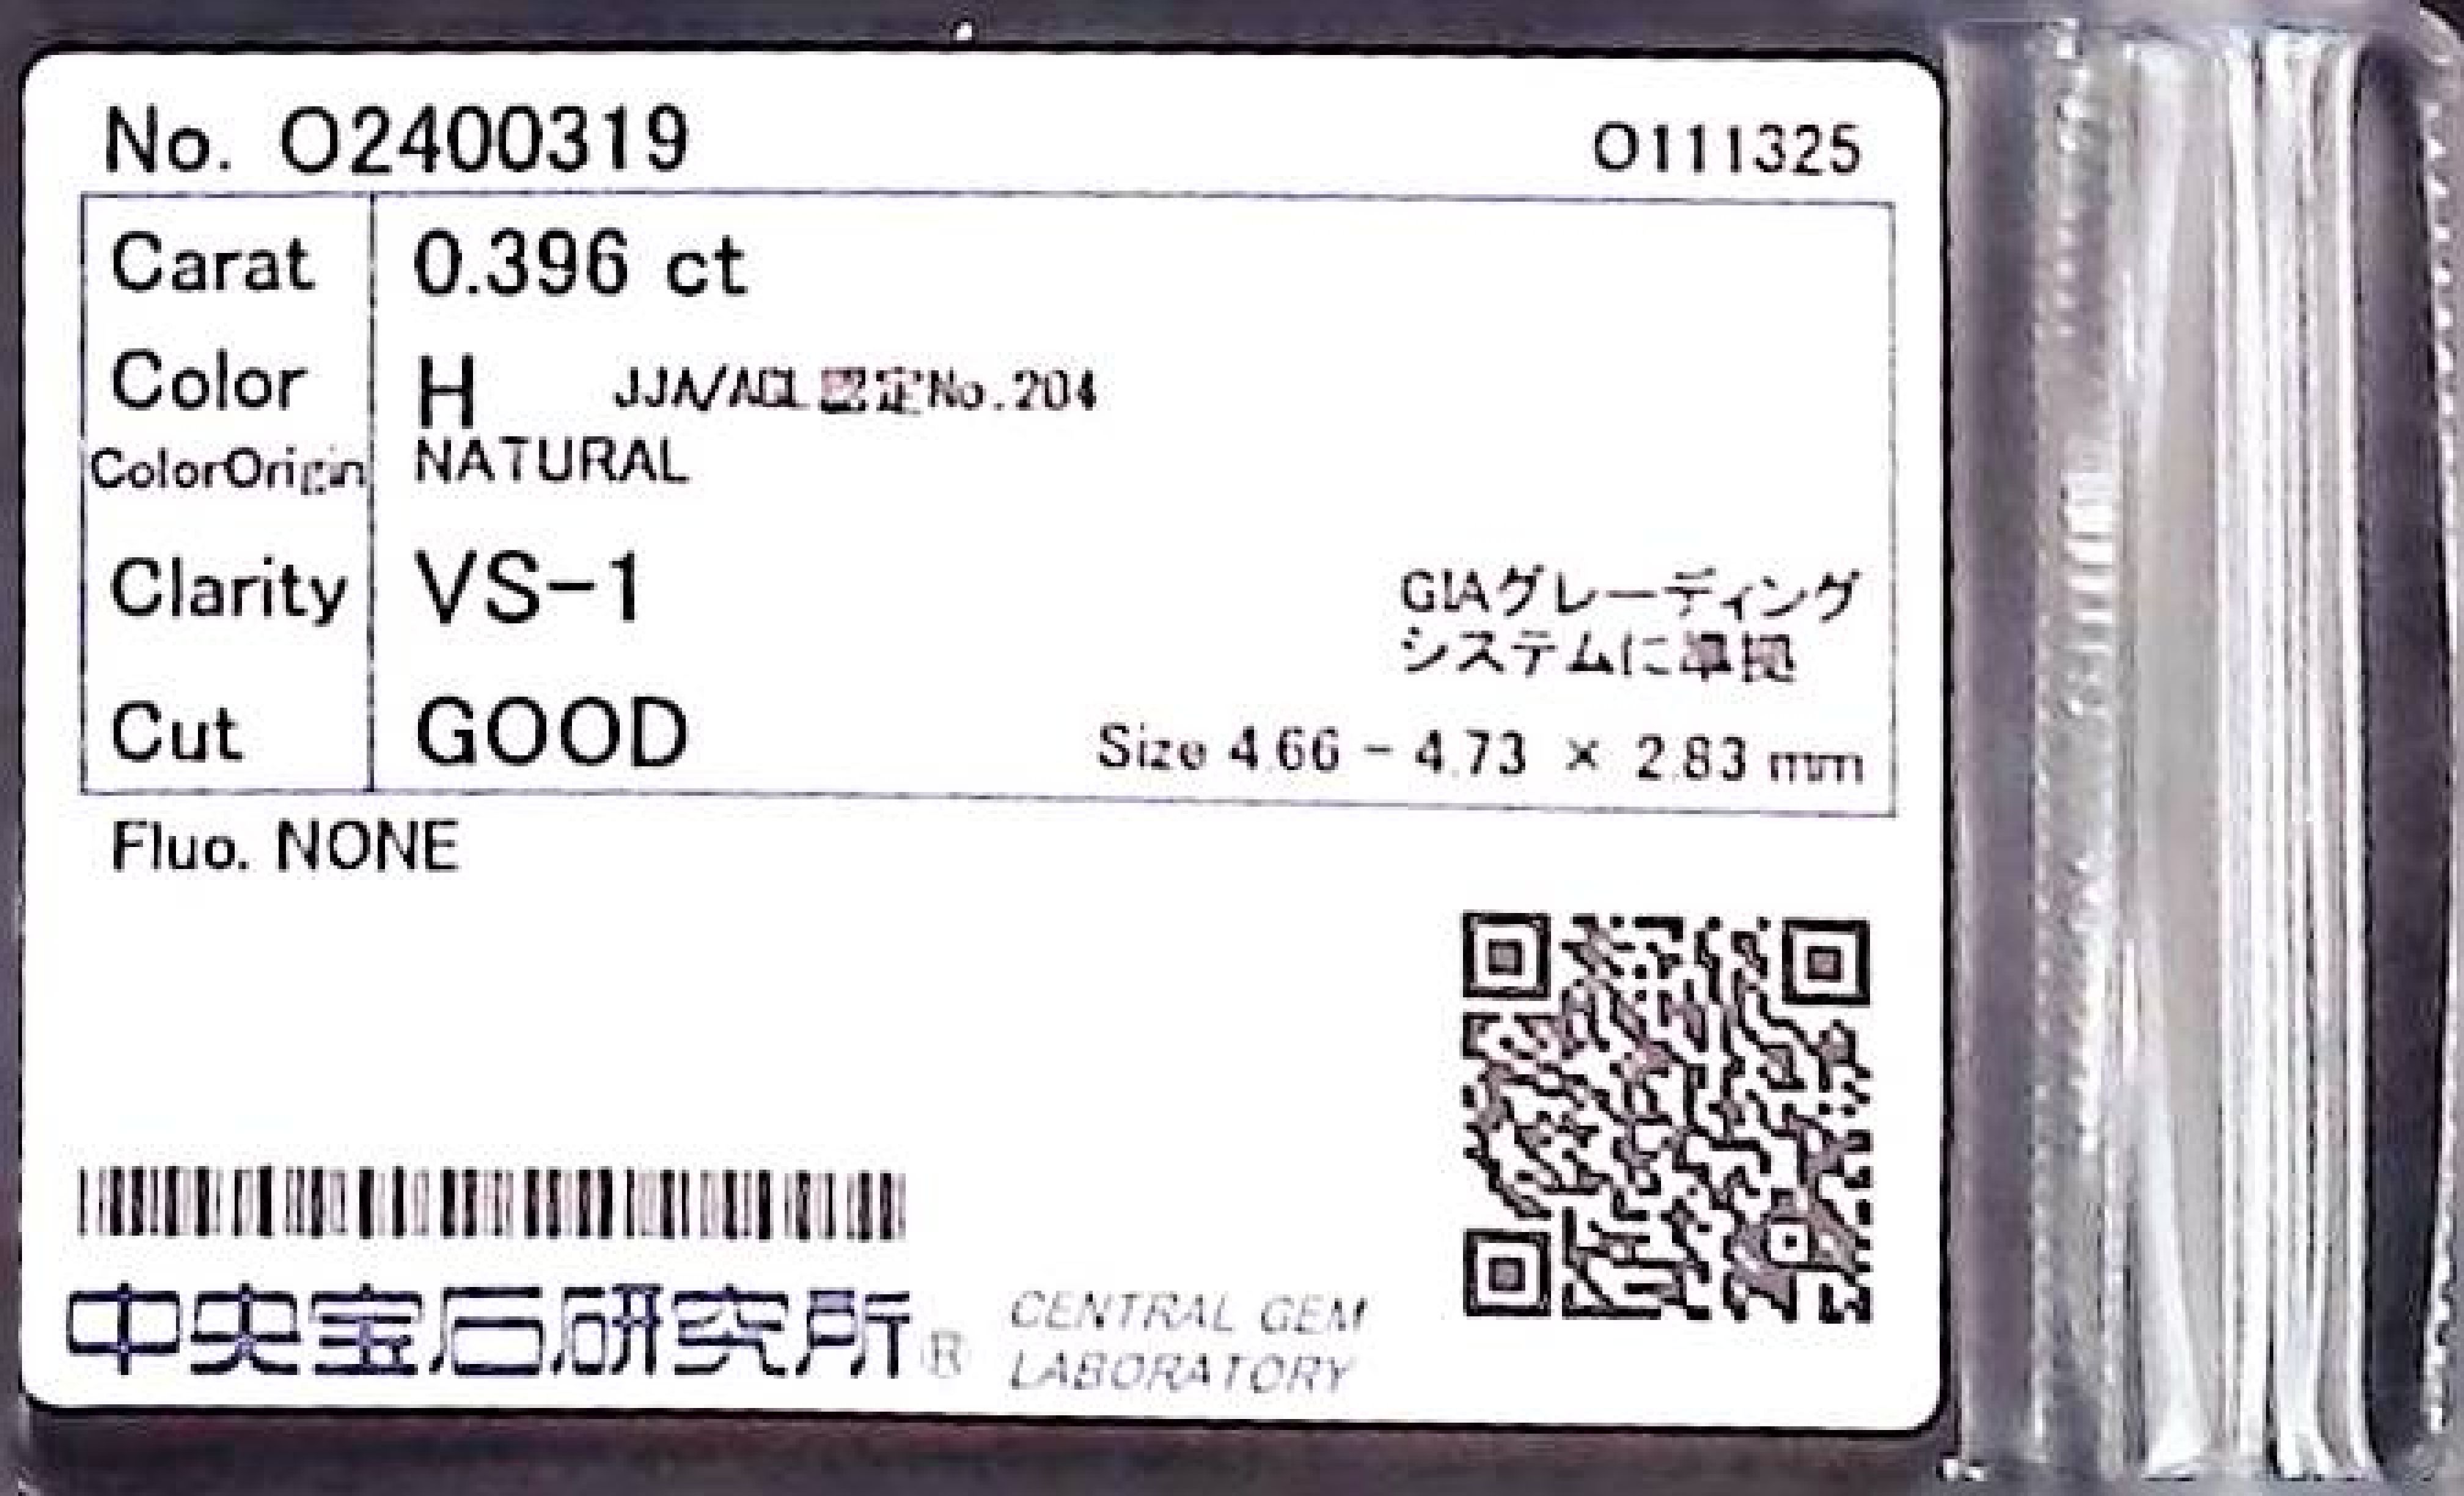 No. O2400319 O111325
Carat 0.396 ct
Color H JJA/AGL認定No.204
ColorOrigin NATURAL
Clarity VS-1
GIAグレーディング
システムに準拠
Cut GOOD Size 4.66 - 4.73 × 2.83 mm
Fluo. NONE
中央宝石研究所® CENTRAL GEM
LABORATORY